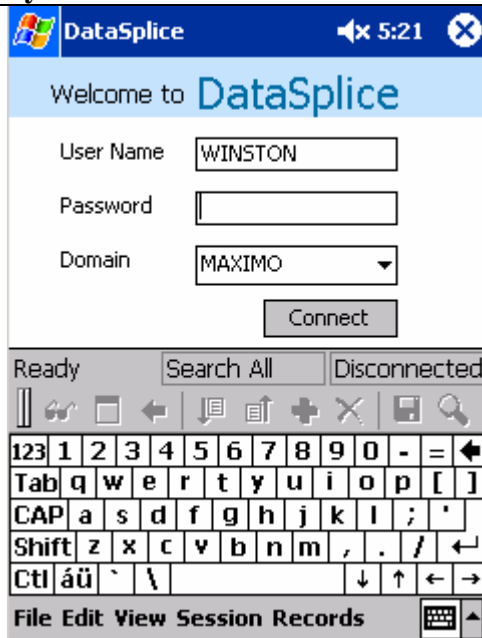 DataSplice 5:21
Welcome to DataSplice
User Name WINSTON
Password
Domain MAXIMO
Connect
Ready Search All Disconnected
123 1 2 3 4 5 6 7 8 9 0 - =
Tab q w e r t y u i o p [ ]
CAP a s d f g h j k l ; '
Shift z x c v b n m , . /
Ctl áü ` \
File Edit View Session Records